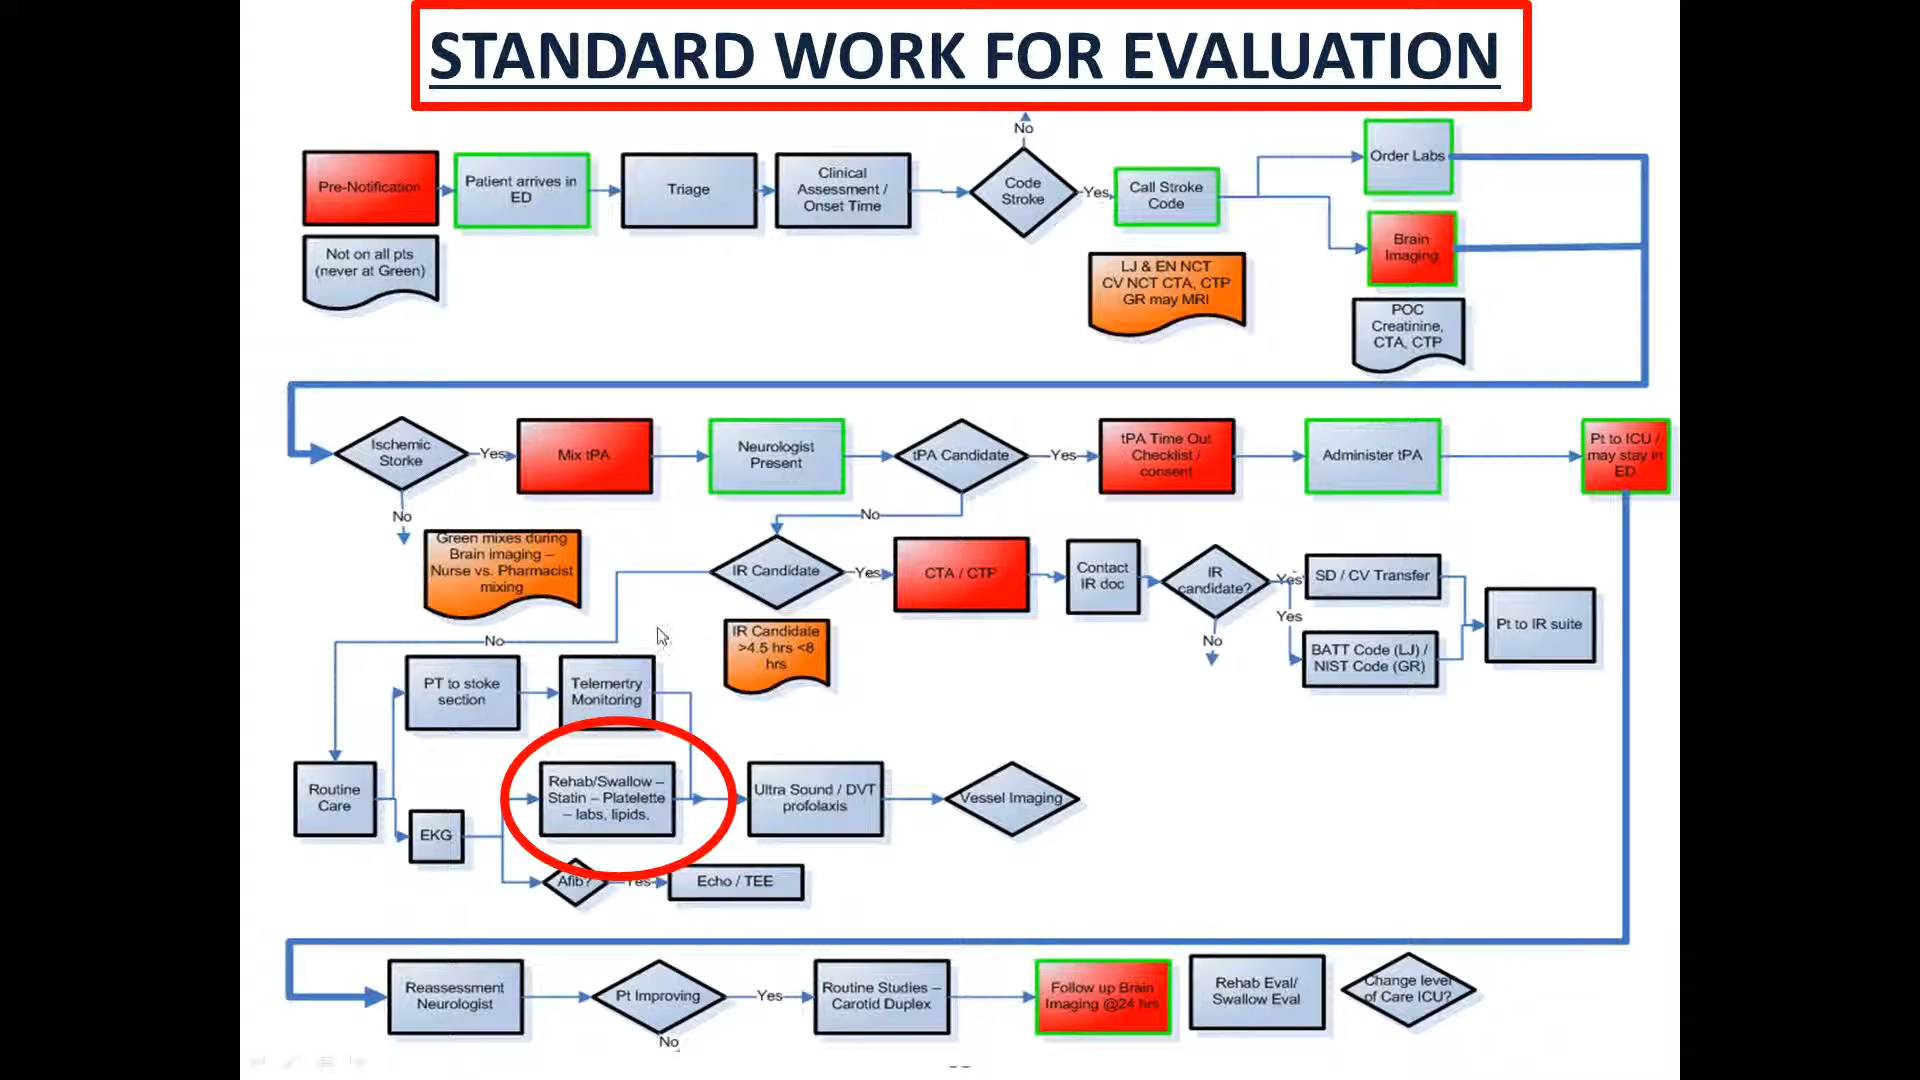 STANDARD WORK FOR EVALUATION
No
Pre-Notification
Patient arrives in
ED
Triage
Clinical
Assessment /
Onset Time
Code
Stroke
Yes
Call Stroke
Code
Order Labs
Brain
Imaging
Not on all pts
(never at Green)
LJ & EN NCT
CV NCT CTA, CTP
GR may MRI
POC
Creatinine,
CTA, CTP
Ischemic
Storke
Yes
Mix tPA
Neurologist
Present
tPA Candidate
Yes
tPA Time Out
Checklist /
consent
Administer tPA
Pt to ICU /
may stay in
ED
No
No
Green mixes during
Brain imaging –
Nurse vs. Pharmacist
mixing
IR Candidate
Yes
CTA / CTP
Contact
IR doc
IR
candidate?
Yes
SD / CV Transfer
Yes
BATT Code (LJ) /
NIST Code (GR)
Pt to IR suite
No
IR Candidate
>4.5 hrs <8
hrs
No
PT to stoke
section
Telemertry
Monitoring
Routine
Care
Rehab/Swallow –
Statin – Platelette
– labs, lipids,
Ultra Sound / DVT
profolaxis
Vessel Imaging
EKG
Afib?
Yes
Echo / TEE
Reassessment
Neurologist
Pt Improving
Yes
Routine Studies –
Carotid Duplex
Follow up Brain
Imaging @24 hrs
Rehab Eval/
Swallow Eval
Change level
of Care ICU?
No